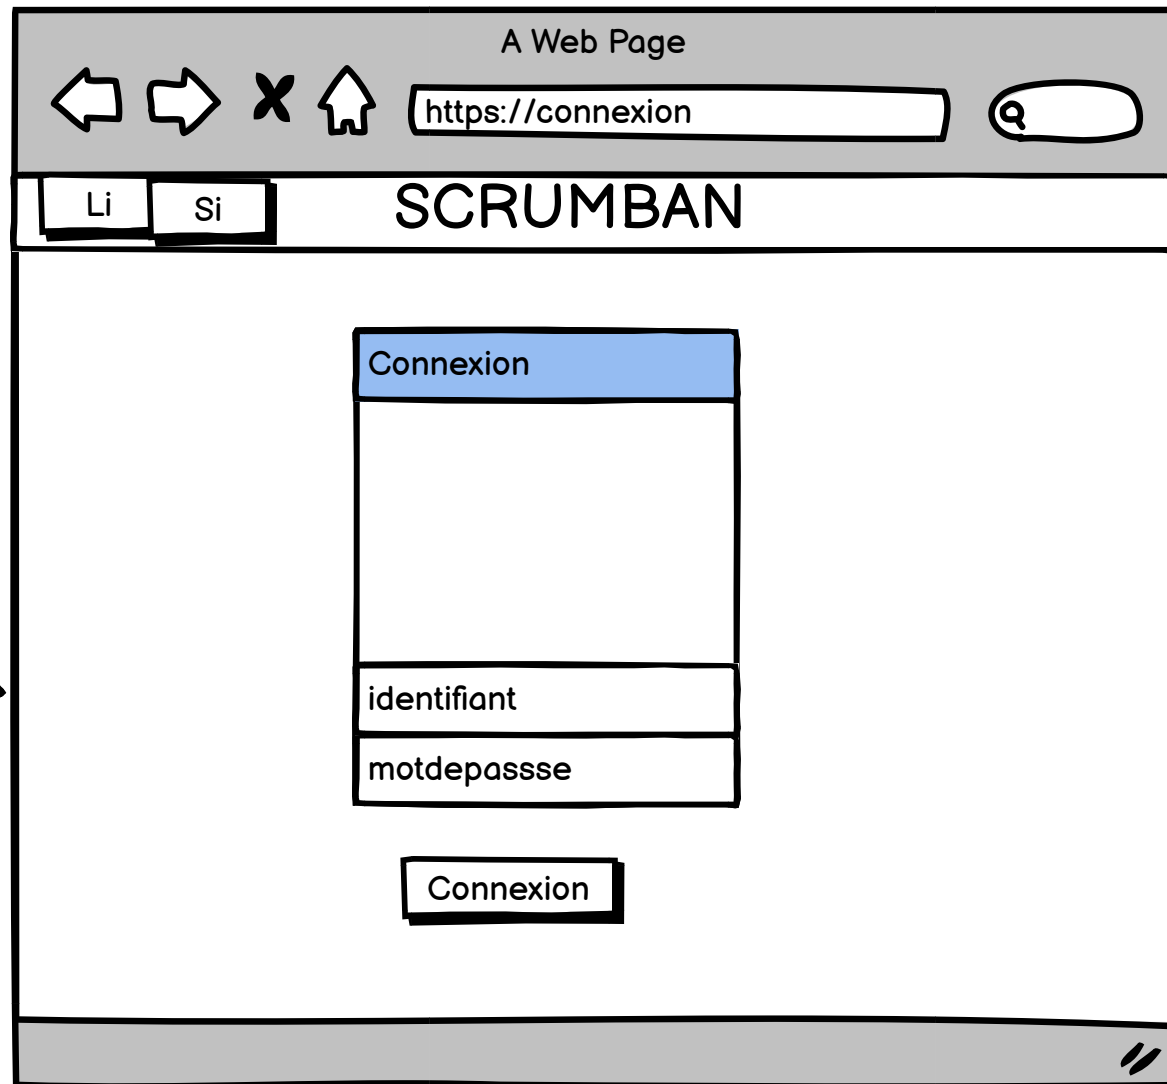 A Web Page
https://connexion
Li
Si
SCRUMBAN
Connexion
identifiant
motdepassse
Connexion